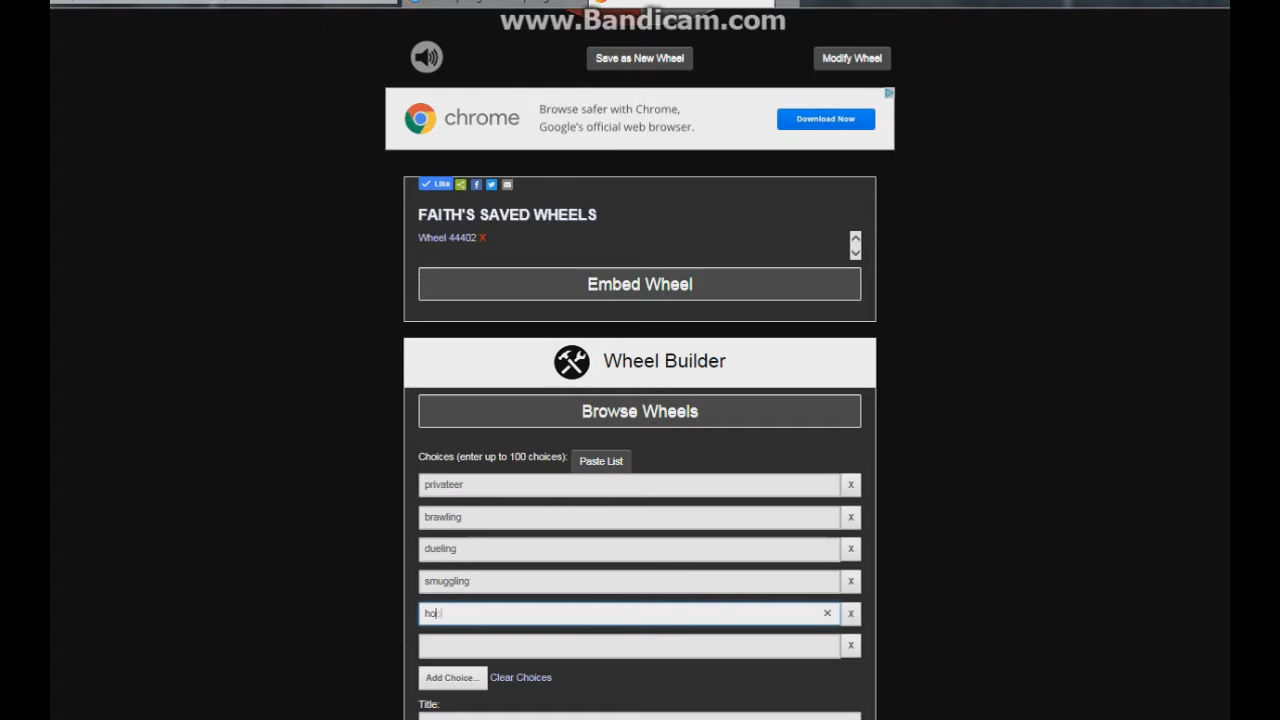 www.Bandicam.com
Save as New Wheel
Modify Wheel
chrome
Browse safer with Chrome,
Google's official web browser.
Download Now
Like
FAITH'S SAVED WHEELS
Wheel 44402 X
Embed Wheel
Wheel Builder
Browse Wheels
Choices (enter up to 100 choices):
Paste List
privateer
X
brawling
X
dueling
X
smuggling
X
ho
X
X
Add Choice...
Clear Choices
Title: